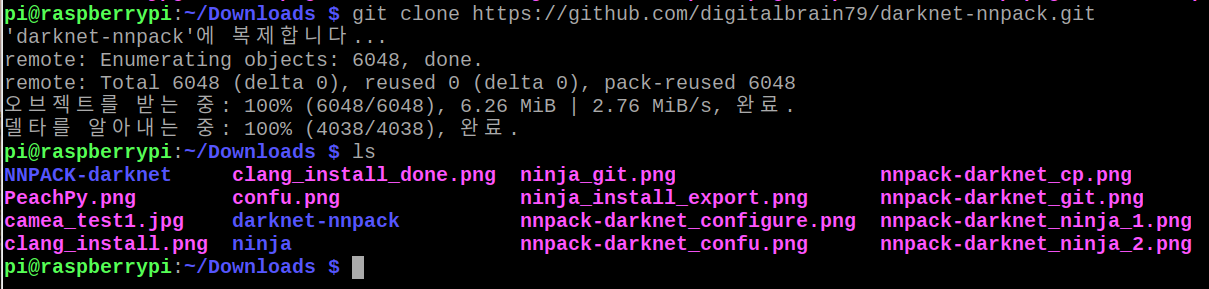 pi@raspberrypi:~/Downloads $ git clone https://github.com/digitalbrain79/darknet-nnpack.git
'darknet-nnpack'에 복제합니다...
remote: Enumerating objects: 6048, done.
remote: Total 6048 (delta 0), reused 0 (delta 0), pack-reused 6048
오브젝트를 받는 중: 100% (6048/6048), 6.26 MiB | 2.76 MiB/s, 완료.
델타를 알아내는 중: 100% (4038/4038), 완료.
pi@raspberrypi:~/Downloads $ ls
NNPACK-darknet clang_install_done.png ninja_git.png nnpack-darknet_cp.png
PeachPy.png confu.png ninja_install_export.png nnpack-darknet_git.png
camea_test1.jpg darknet-nnpack nnpack-darknet_configure.png nnpack-darknet_ninja_1.png
clang_install.png ninja nnpack-darknet_confu.png nnpack-darknet_ninja_2.png
pi@raspberrypi:~/Downloads $